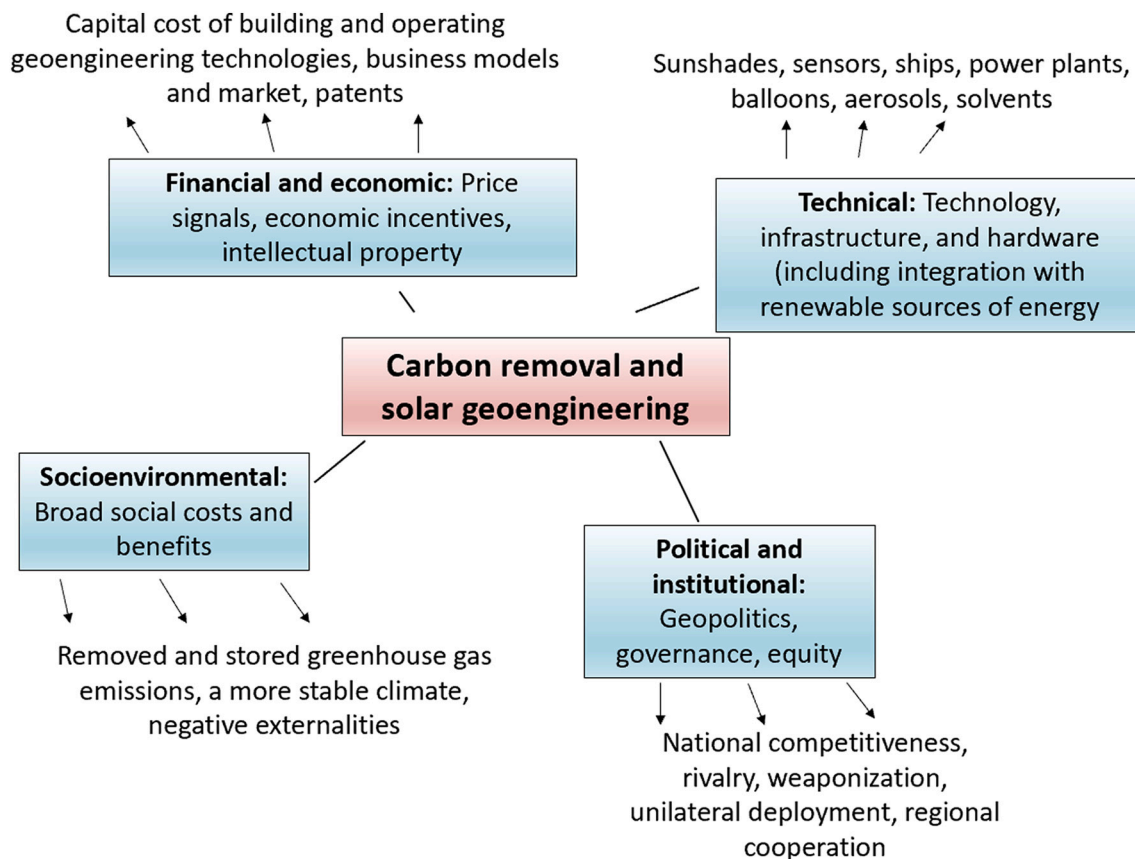 Capital cost of building and operating
geoengineering technologies, business models
and market, patents
Financial and economic: Price
signals, economic incentives,
intellectual property
Sunshades, sensors, ships, power plants,
balloons, aerosols, solvents
Technical: Technology,
infrastructure, and hardware
(including integration with
renewable sources of energy
Carbon removal and
solar geoengineering
Socioenvironmental:
Broad social costs and
benefits
Removed and stored greenhouse gas
emissions, a more stable climate,
negative externalities
Political and
institutional:
Geopolitics,
governance, equity
National competitiveness,
rivalry, weaponization,
unilateral deployment, regional
cooperation